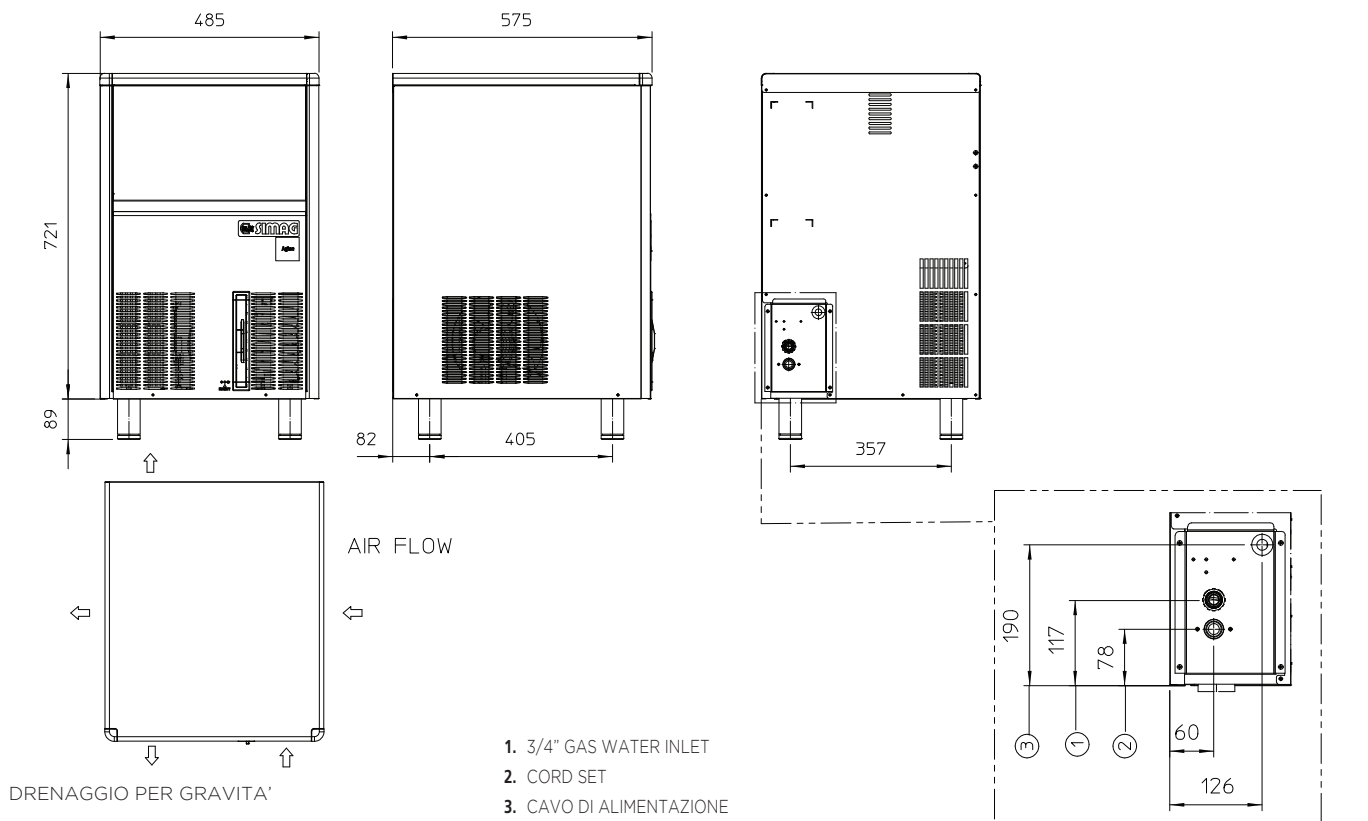 485
575
721
SIMAG
89
82
405
357
AIR FLOW
190
117
78
60
126
3
1
2
1. 3/4" GAS WATER INLET
2. CORD SET
3. CAVO DI ALIMENTAZIONE
DRENAGGIO PER GRAVITA'